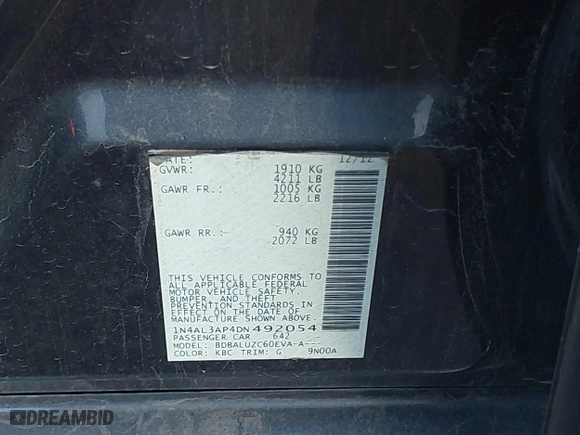 ATE: 12/12
GVWR: 1910 KG
4211 LB
GAWR FR.: 1005 KG
2216 LB
GAWR RR.:- 940 KG
2072 LB
THIS VEHICLE CONFORMS TO
ALL APPLICABLE FEDERAL
MOTOR VEHICLE SAFETY,
BUMPER, AND THEFT
PREVENTION STANDARDS IN
EFFECT ON THE DATE OF
MANUFACTURE SHOWN ABOVE.
1N4AL3AP4DN492054
PASSENGER CAR 642
MODEL: BDBALUZC6DEVA-A---
COLOR: KBC TRIM: G 9N00A
DREAMBID